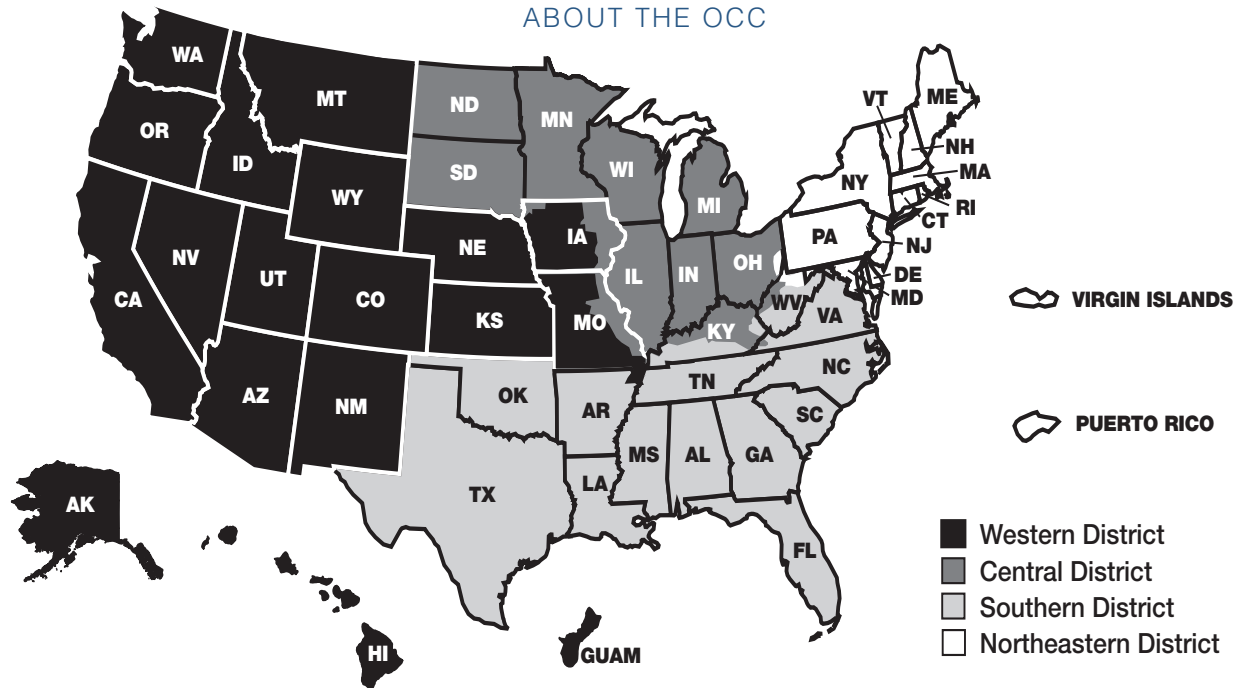 ABOUT THE OCC
WA
MT
ND
MN
VT
ME
OR
ID
SD
WI
NH
MA
WY
MI
NY
RI
CT
NV
NE
IA
PA
NJ
UT
IL
IN
OH
DE
CA
CO
MD
VIRGIN ISLANDS
KS
MO
WV
VA
KY
AZ
NM
OK
AR
TN
NC
SC
PUERTO RICO
MS
AL
GA
LA
TX
AK
FL
HI
GUAM
Western District
Central District
Southern District
Northeastern District